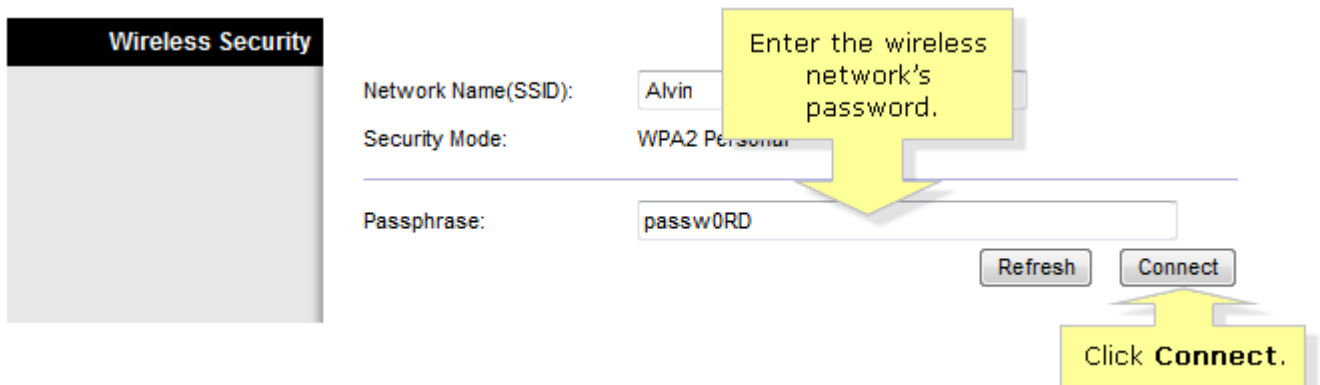 Wireless Security
Enter the wireless
network's
password.
Network Name(SSID): Alvin
Security Mode: WPA2 Personal
Passphrase: passw0RD
Refresh Connect
Click Connect.